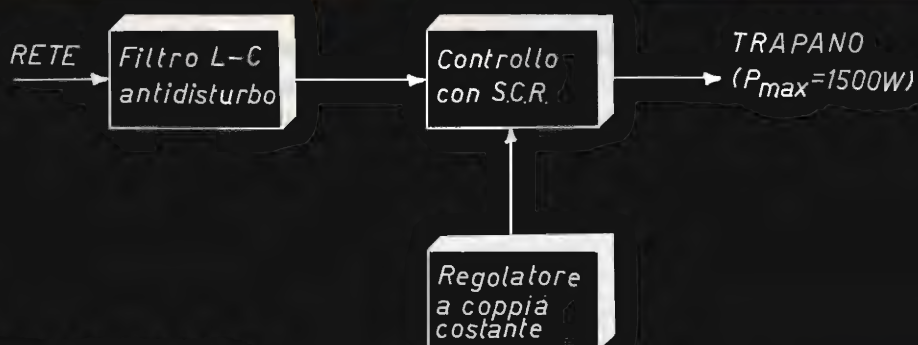 RETE
Filtro L-C
antidisturbo
Controllo
con S.C.R.
TRAPANO
(Pmax=1500W)
Regolatore
a coppia
costante